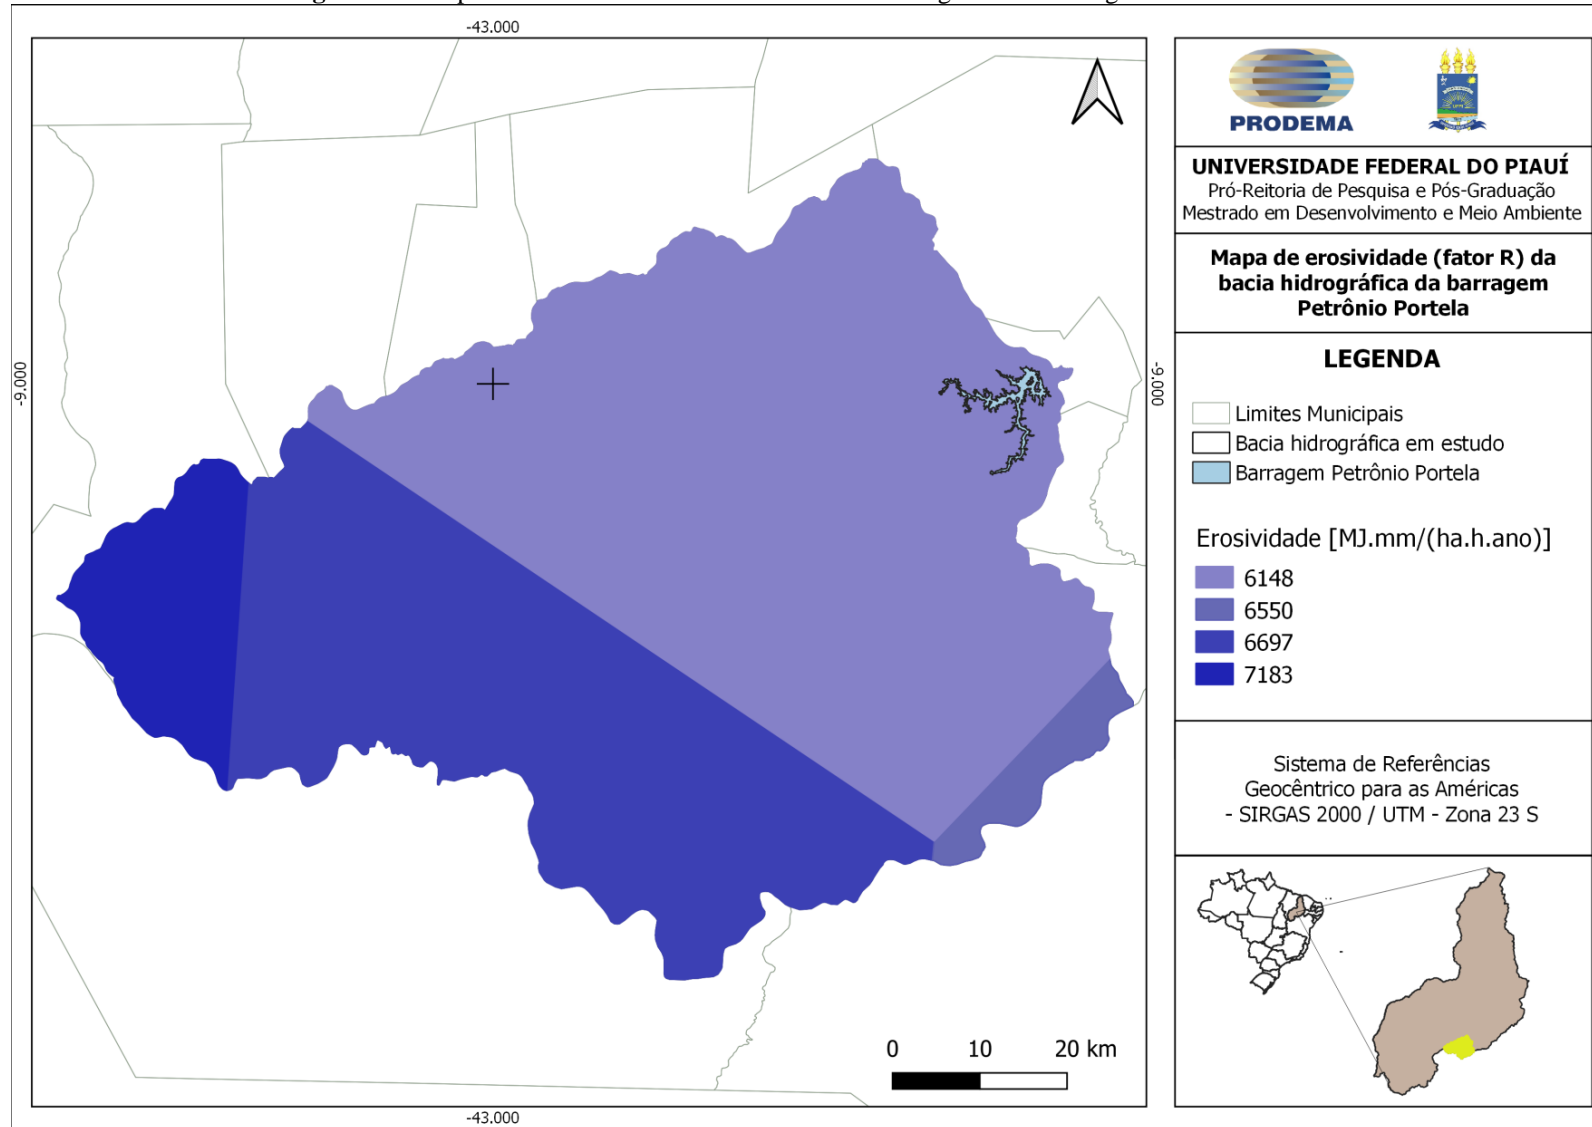 -43.000
-9.000
-9.000
-43.000
0 10 20 km
PRODEMA
UNIVERSIDADE FEDERAL DO PIAUÍ
Pró-Reitoria de Pesquisa e Pós-Graduação
Mestrado em Desenvolvimento e Meio Ambiente
Mapa de erosividade (fator R) da
bacia hidrográfica da barragem
Petrônio Portela
LEGENDA
Limites Municipais
Bacia hidrográfica em estudo
Barragem Petrônio Portela
Erosividade [MJ.mm/(ha.h.ano)]
6148
6550
6697
7183
Sistema de Referências
Geocêntrico para as Américas
- SIRGAS 2000 / UTM - Zona 23 S